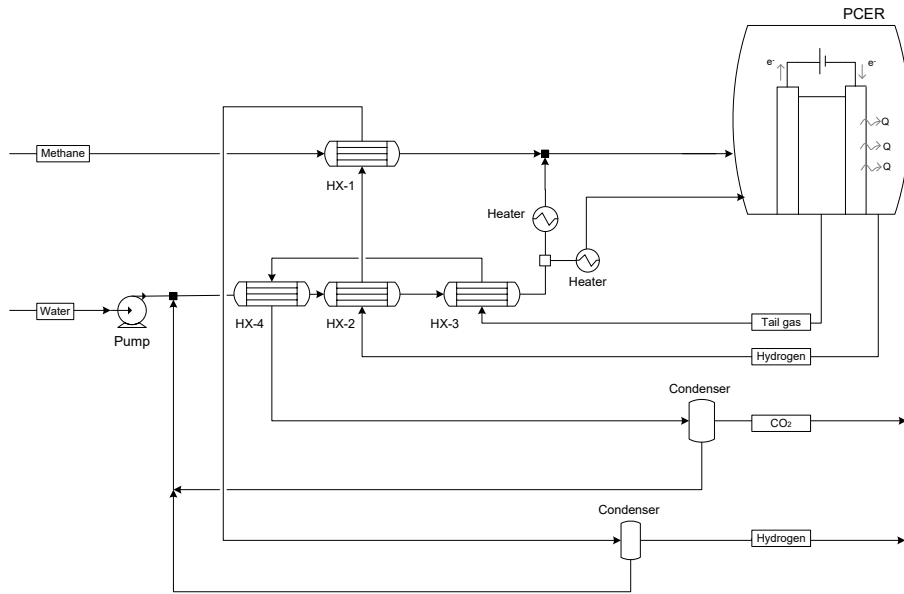 PCER
e-
e-
Q
Methane
Q
Q
HX-1
Heater
Heater
Water
HX-4
HX-2
HX-3
Pump
Tail gas
Hydrogen
Condenser
CO₂
Condenser
Hydrogen